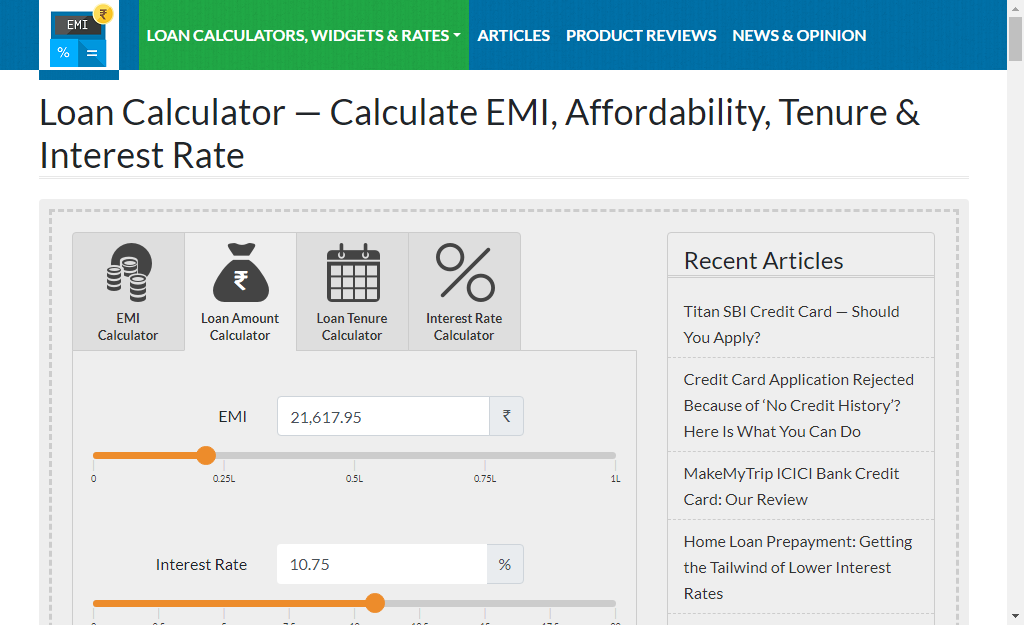 EMI ₹
% =
LOAN CALCULATORS, WIDGETS & RATES ARTICLES PRODUCT REVIEWS NEWS & OPINION
Loan Calculator — Calculate EMI, Affordability, Tenure &
Interest Rate
EMI
Calculator
₹
Loan Amount
Calculator
Loan Tenure
Calculator
Interest Rate
Calculator
EMI 21,617.95 ₹
0 0.25L 0.5L 0.75L 1L
Interest Rate 10.75 %
Recent Articles
Titan SBI Credit Card — Should
You Apply?
Credit Card Application Rejected
Because of ‘No Credit History’?
Here Is What You Can Do
MakeMyTrip ICICI Bank Credit
Card: Our Review
Home Loan Prepayment: Getting
the Tailwind of Lower Interest
Rates